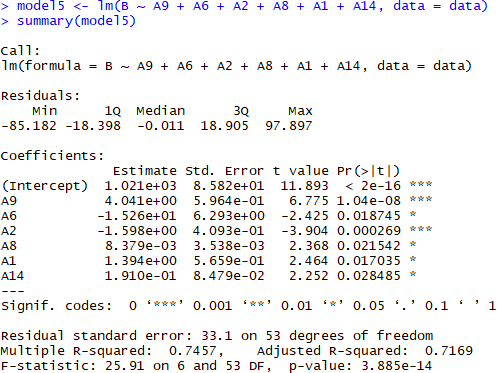 > model5 <- lm(B ~ A9 + A6 + A2 + A8 + A1 + A14, data = data)
> summary(model5)
Call:
lm(formula = B ~ A9 + A6 + A2 + A8 + A1 + A14, data = data)
Residuals:
Min 1Q Median 3Q Max
-85.182 -18.398 -0.011 18.905 97.897
Coefficients:
Estimate Std. Error t value Pr(>|t|)
(Intercept) 1.021e+03 8.582e+01 11.893 < 2e-16 ***
A9 4.041e+00 5.964e-01 6.775 1.04e-08 ***
A6 -1.526e+01 6.293e+00 -2.425 0.018745 *
A2 -1.598e+00 4.093e-01 -3.904 0.000269 ***
A8 8.379e-03 3.538e-03 2.368 0.021542 *
A1 1.394e+00 5.659e-01 2.464 0.017035 *
A14 1.910e-01 8.479e-02 2.252 0.028485 *
---
Signif. codes: 0 ‘***’ 0.001 ‘**’ 0.01 ‘*’ 0.05 ‘.’ 0.1 ‘ ’ 1
Residual standard error: 33.1 on 53 degrees of freedom
Multiple R-squared: 0.7457, Adjusted R-squared: 0.7169
F-statistic: 25.91 on 6 and 53 DF, p-value: 3.885e-14